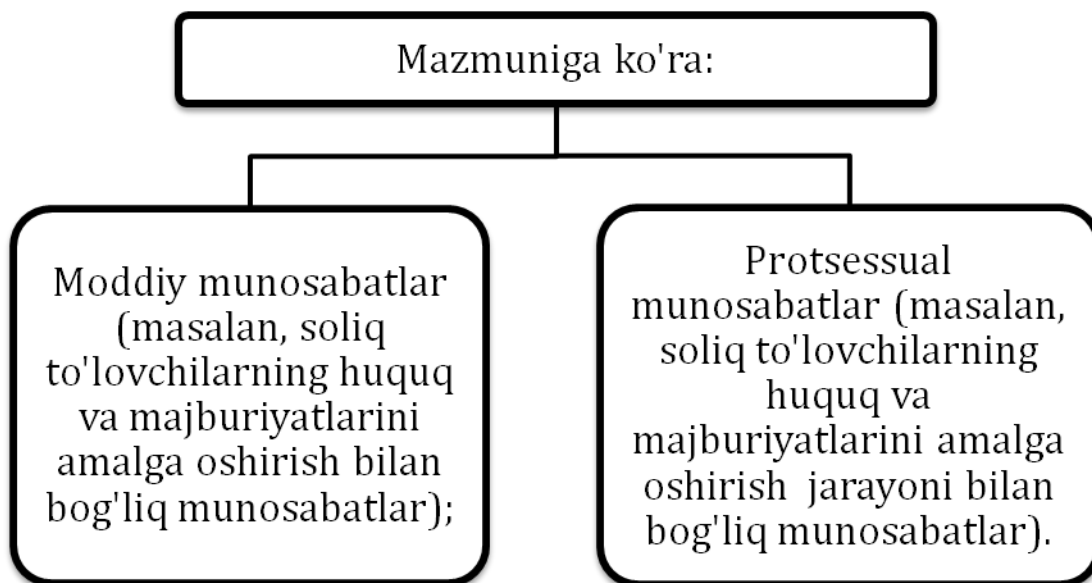 Mazmuniga ko'ra:
Moddiy munosabatlar
(masalan, soliq
to'lovchilarning huquq
va majburiyatlarini
amalga oshirish bilan
bog'liq munosabatlar);
Protsessual
munosabatlar (masalan,
soliq to'lovchilarning
huquq va
majburiyatlarini amalga
oshirish jarayoni bilan
bog'liq munosabatlar).